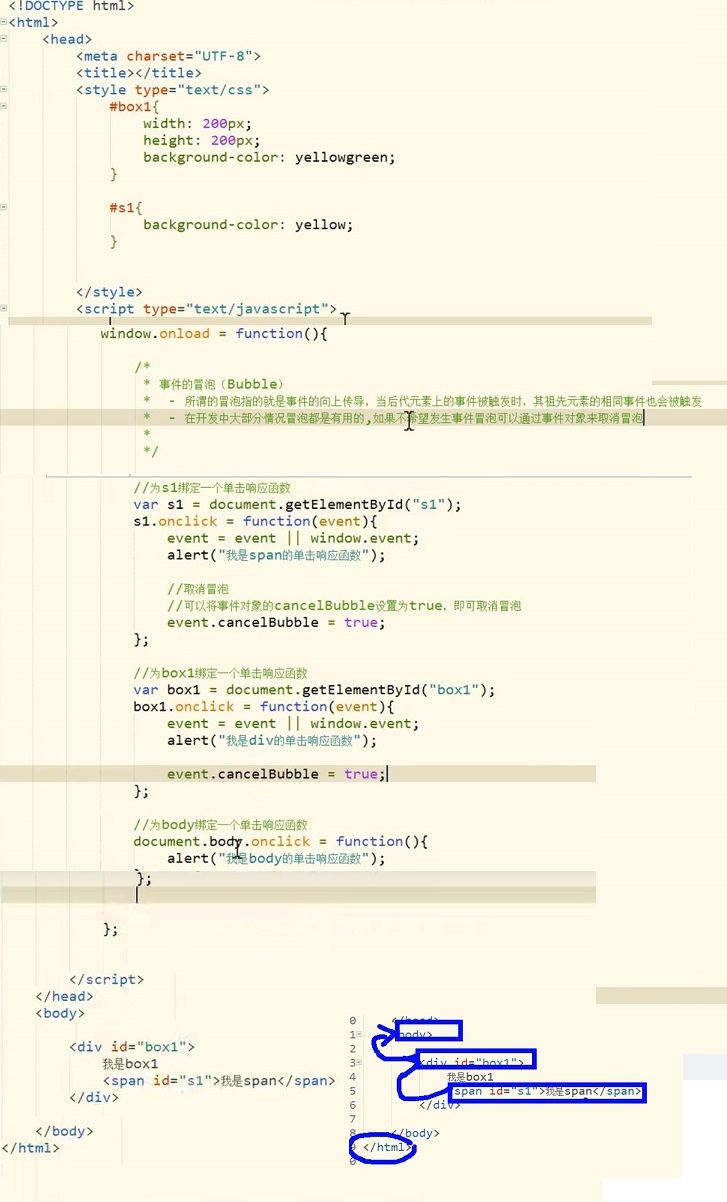 <!DOCTYPE html>
<html>
<head>
<meta charset="UTF-8">
<title></title>
<style type="text/css">
#box1{
width: 200px;
height: 200px;
background-color: yellowgreen;
}
#s1{
background-color: yellow;
}
</style>
<script type="text/javascript">
window.onload = function(){
/*
* 事件的冒泡（Bubble）
* - 所谓的冒泡指的就是事件的向上传导，当后代元素上的事件被触发时，其祖先元素的相同事件也会被触发
* - 在开发中大部分情况冒泡都是有用的,如果不希望发生事件冒泡可以通过事件对象来取消冒泡
*
*/
//为s1绑定一个单击响应函数
var s1 = document.getElementById("s1");
s1.onclick = function(event){
event = event || window.event;
alert("我是span的单击响应函数");
//取消冒泡
//可以将事件对象的cancelBubble设置为true，即可取消冒泡
event.cancelBubble = true;
};
//为box1绑定一个单击响应函数
var box1 = document.getElementById("box1");
box1.onclick = function(event){
event = event || window.event;
alert("我是div的单击响应函数");
event.cancelBubble = true;
};
//为body绑定一个单击响应函数
document.body.onclick = function(){
alert("我是body的单击响应函数");
};
};
</script>
</head>
<body>
<div id="box1">
我是box1
<span id="s1">我是span</span>
</div>
</body>
</html>
0 </head>
1 body>
2
3 <div id="box1">
4 我是box1
5 span id="s1">我是span</span>
6 </div>
7
8 </body>
</html>
0